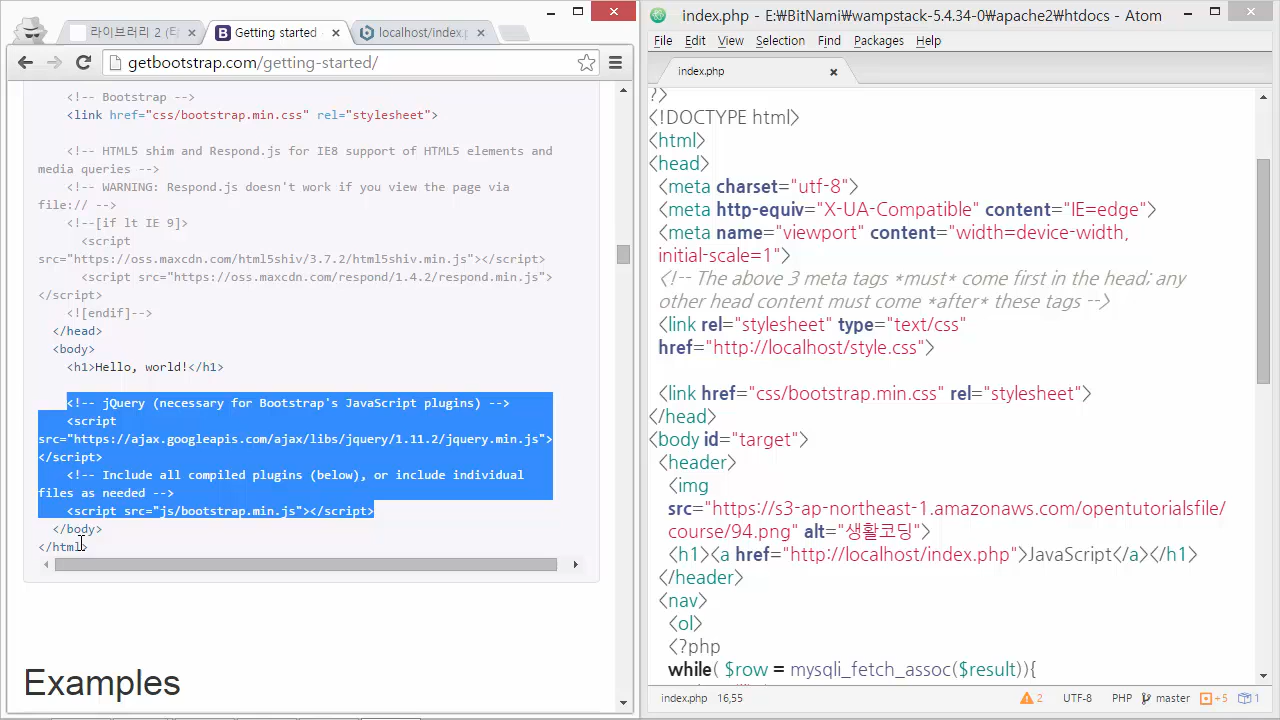 라이브러리 2 (부트
Getting started
localhost/index.p
getbootstrap.com/getting-started/
<!-- Bootstrap -->
<link href="css/bootstrap.min.css" rel="stylesheet">
<!-- HTML5 shim and Respond.js for IE8 support of HTML5 elements and
media queries -->
<!-- WARNING: Respond.js doesn't work if you view the page via
file:// -->
<!--[if lt IE 9]>
<script
src="https://oss.maxcdn.com/html5shiv/3.7.2/html5shiv.min.js"></script>
<script src="https://oss.maxcdn.com/respond/1.4.2/respond.min.js">
</script>
<![endif]-->
</head>
<body>
<h1>Hello, world!</h1>
<!-- jQuery (necessary for Bootstrap's JavaScript plugins) -->
<script
src="https://ajax.googleapis.com/ajax/libs/jquery/1.11.2/jquery.min.js">
</script>
<!-- Include all compiled plugins (below), or include individual
files as needed -->
<script src="js/bootstrap.min.js"></script>
</body>
</html>
Examples
index.php - E:￦BitNami￦wampstack-5.4.34-0￦apache2￦htdocs - Atom
File Edit View Selection Find Packages Help
index.php
?>
<!DOCTYPE html>
<html>
<head>
<meta charset="utf-8">
<meta http-equiv="X-UA-Compatible" content="IE=edge">
<meta name="viewport" content="width=device-width,
initial-scale=1">
<!-- The above 3 meta tags *must* come first in the head; any
other head content must come *after* these tags -->
<link rel="stylesheet" type="text/css"
href="http://localhost/style.css">
<link href="css/bootstrap.min.css" rel="stylesheet">
</head>
<body id="target">
<header>
<img
src="https://s3-ap-northeast-1.amazonaws.com/opentutorialsfile/
course/94.png" alt="생활코딩">
<h1><a href="http://localhost/index.php">JavaScript</a></h1>
</header>
<nav>
<ol>
<?php
while( $row = mysqli_fetch_assoc($result)){
index.php 16,55 2 UTF-8 PHP master +5 1